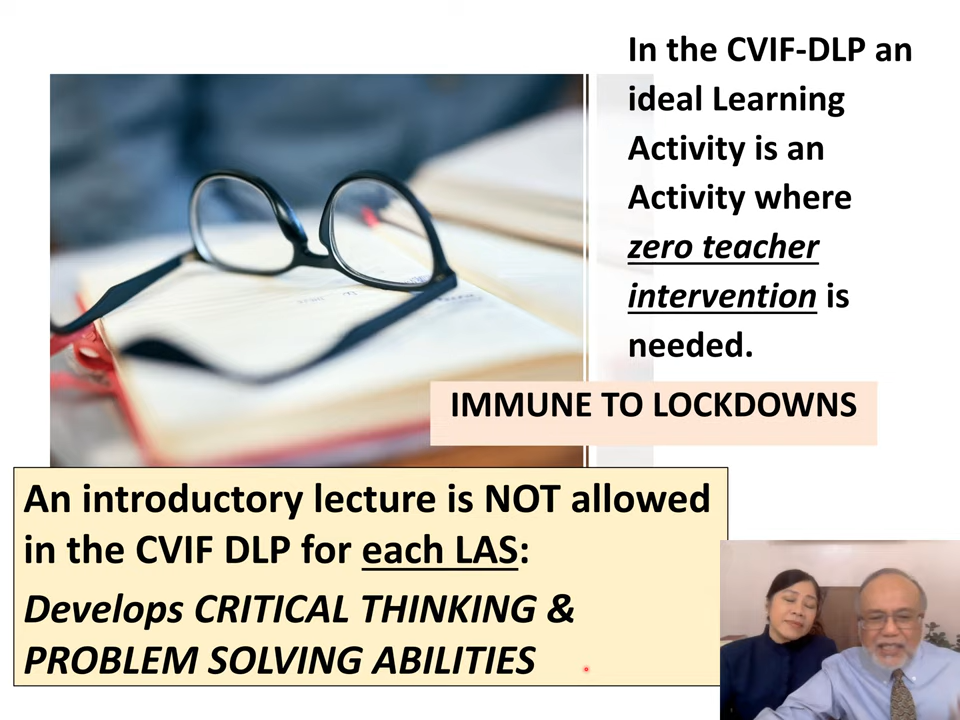 In the CVIF-DLP an
ideal Learning
Activity is an
Activity where
zero teacher
intervention is
needed.
IMMUNE TO LOCKDOWNS
An introductory lecture is NOT allowed
in the CVIF DLP for each LAS:
Develops CRITICAL THINKING &
PROBLEM SOLVING ABILITIES